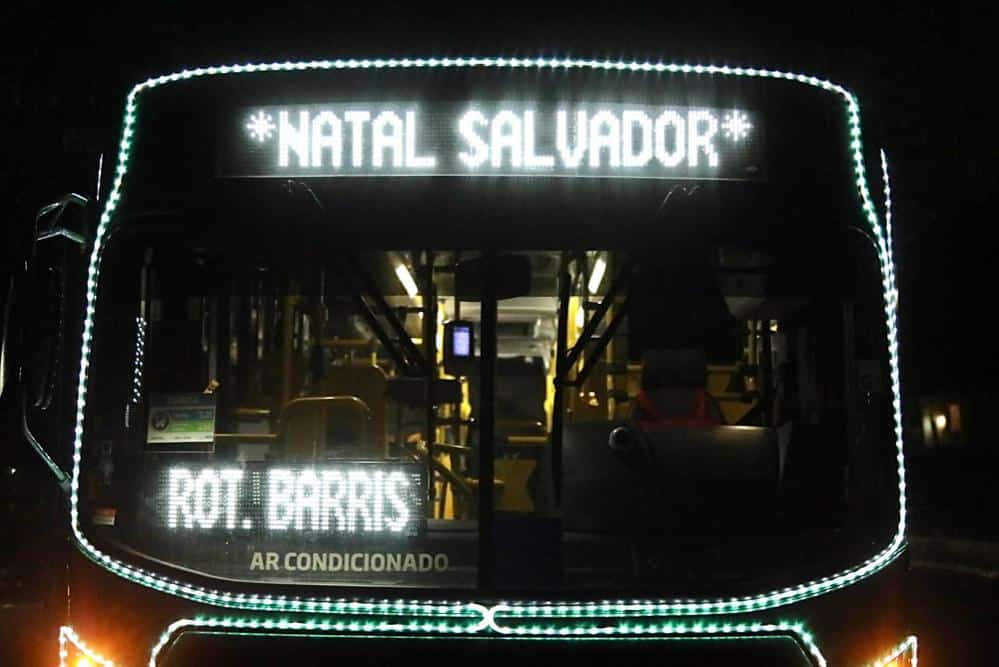 *NATAL SALVADOR*
ROT. BARRIS
AR CONDICIONADO